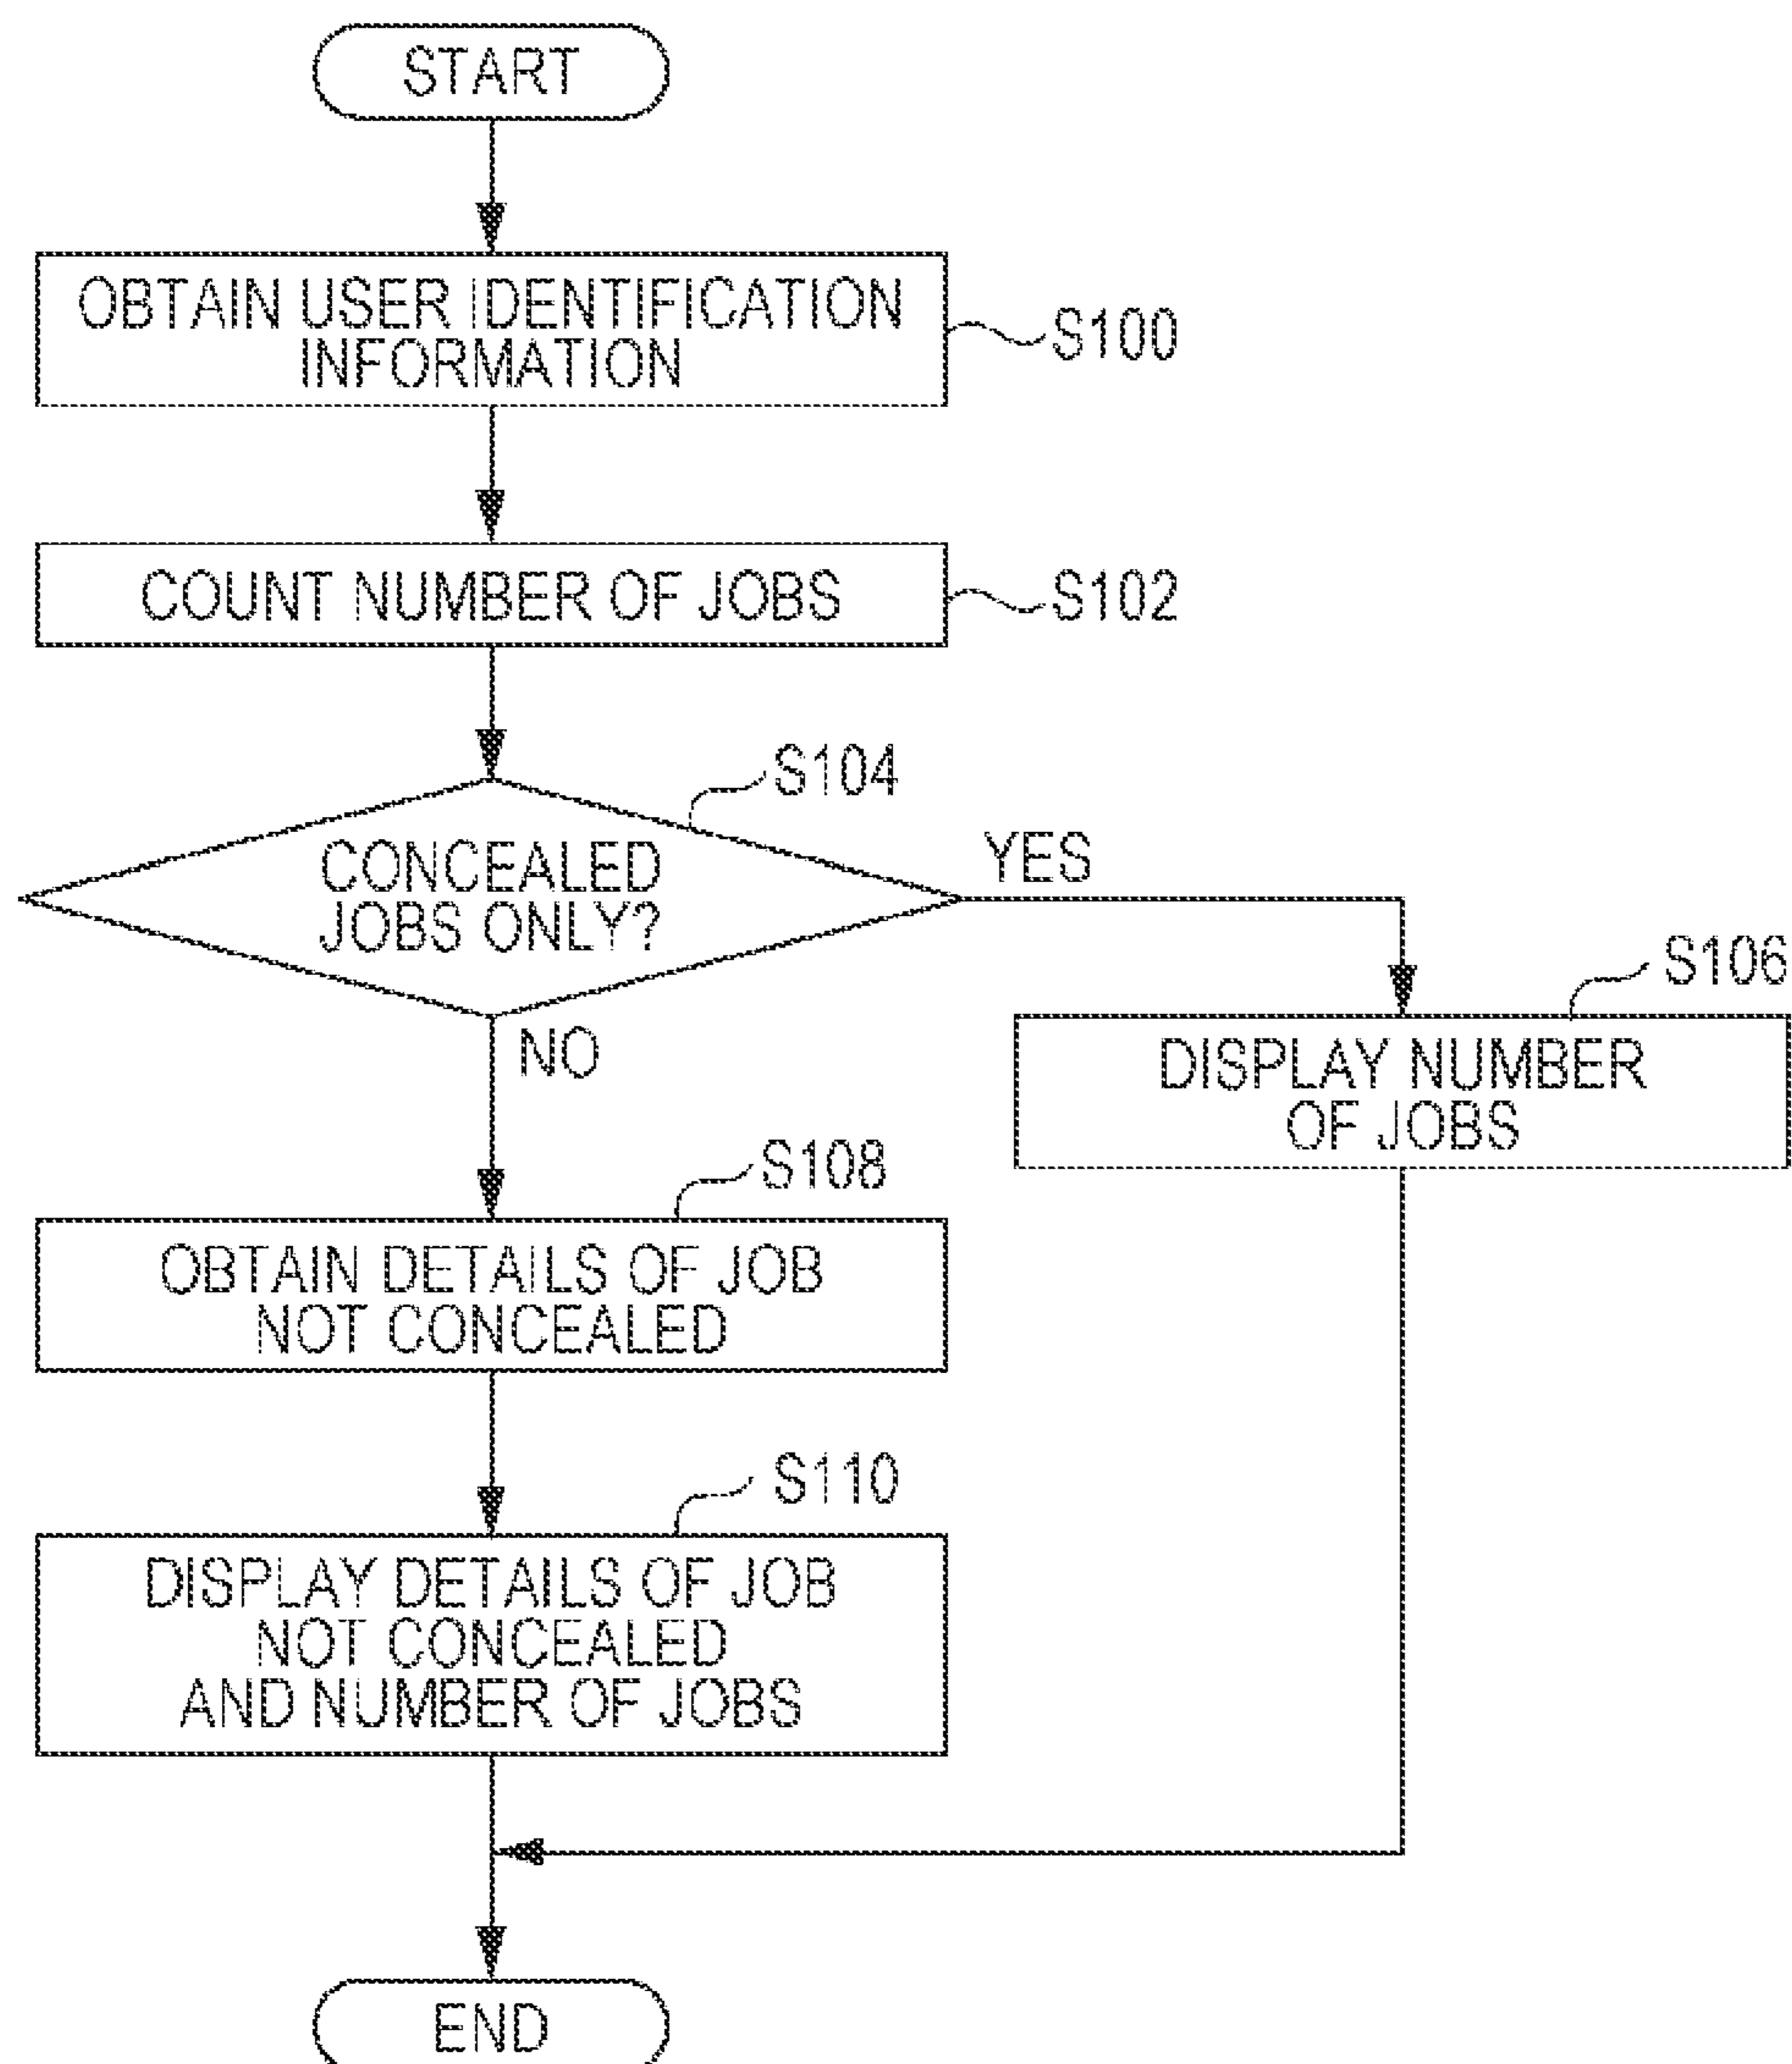 START
OBTAIN USER IDENTIFICATION
INFORMATION
S100
COUNT NUMBER OF JOBS
S102
S104
CONCEALED
JOBS ONLY?
YES
NO
S106
DISPLAY NUMBER
OF JOBS
S108
OBTAIN DETAILS OF JOB
NOT CONCEALED
S110
DISPLAY DETAILS OF JOB
NOT CONCEALED
AND NUMBER OF JOBS
END